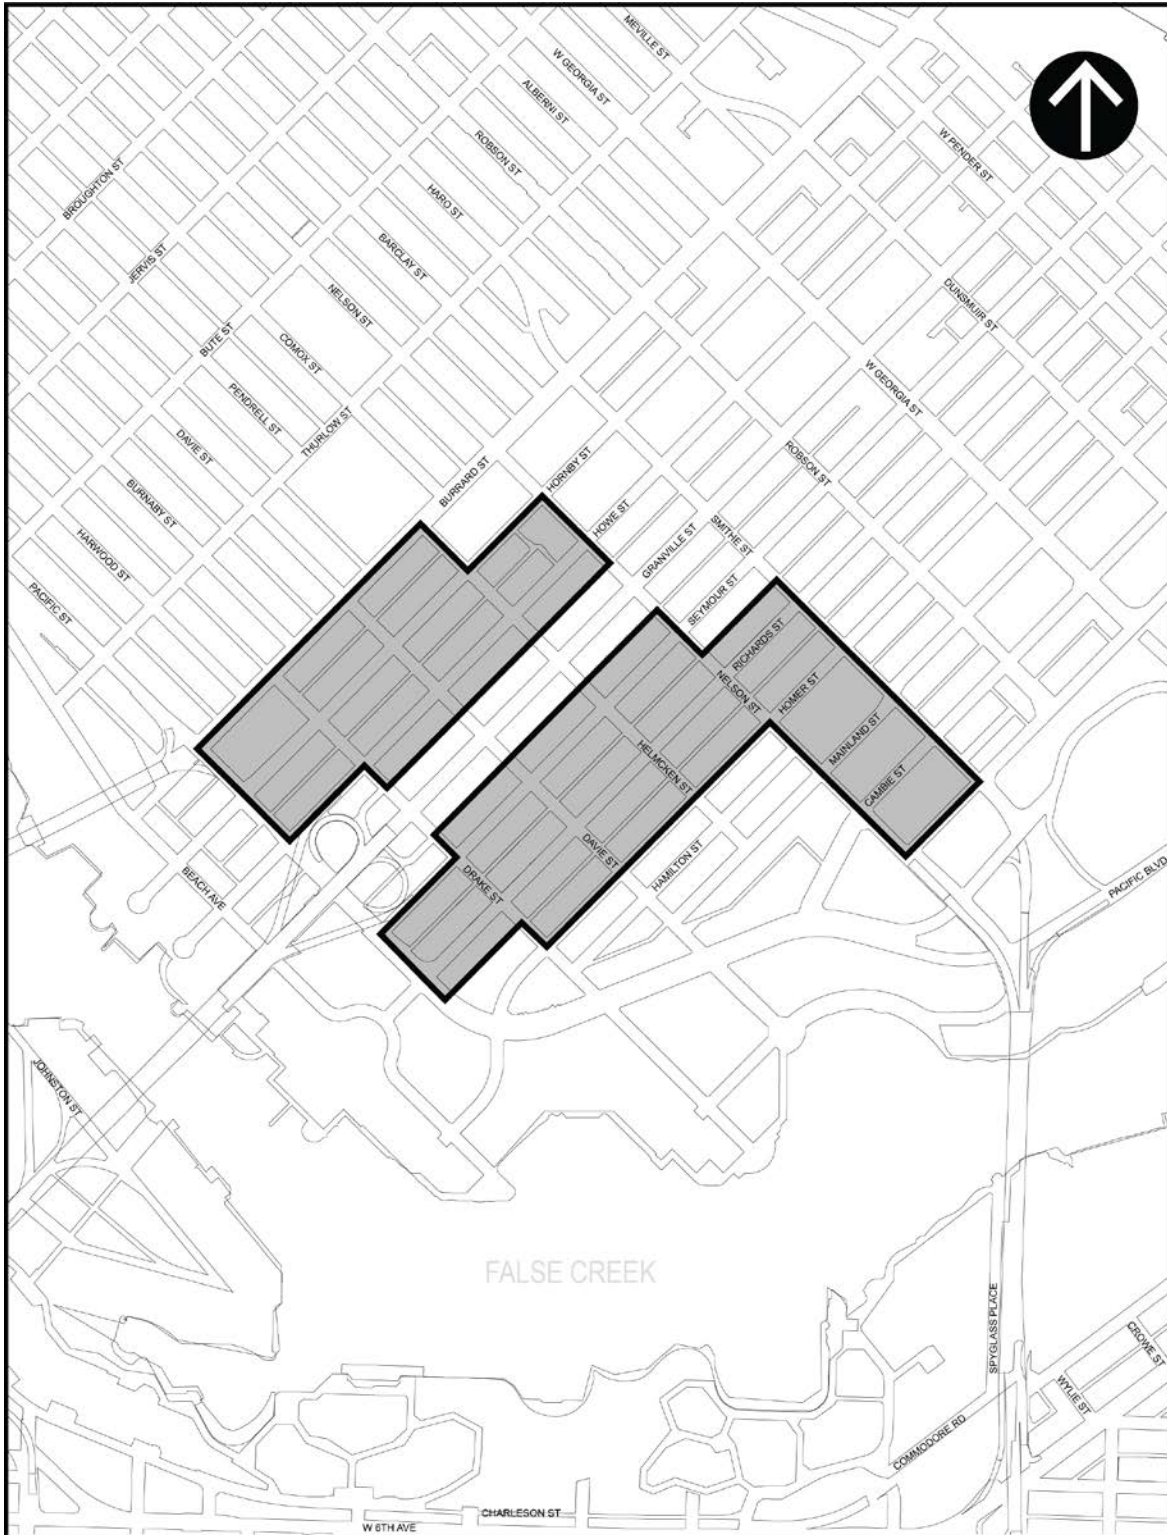 MEVILLE ST
W GEORGIA ST
ALBERNI ST
ROBSON ST
HARO ST
BARCLAY ST
NELSON ST
COMOX ST
PENDRELL ST
DAVIE ST
BURNABY ST
HARWOOD ST
PACIFIC ST
BROUGHTON ST
JERVIS ST
BUTE ST
THURLOW ST
BURRARD ST
HORNBY ST
HOWE ST
GRANVILLE ST
SEYMOUR ST
SMITHE ST
ROBSON ST
W GEORGIA ST
DUNSMUIR ST
W PENDER ST
RICHARDS ST
HOMER ST
MAINLAND ST
CAMBIE ST
NELSON ST
HELMCKEN ST
DAVIE ST
DRAKE ST
HAMILTON ST
BEACH AVE
PACIFIC BLVD
JOHNSTON ST
FALSE CREEK
SPYGLASS PLACE
CROWE ST
WYLIE ST
COMMODORE RD
CHARLESON ST
W 6TH AVE